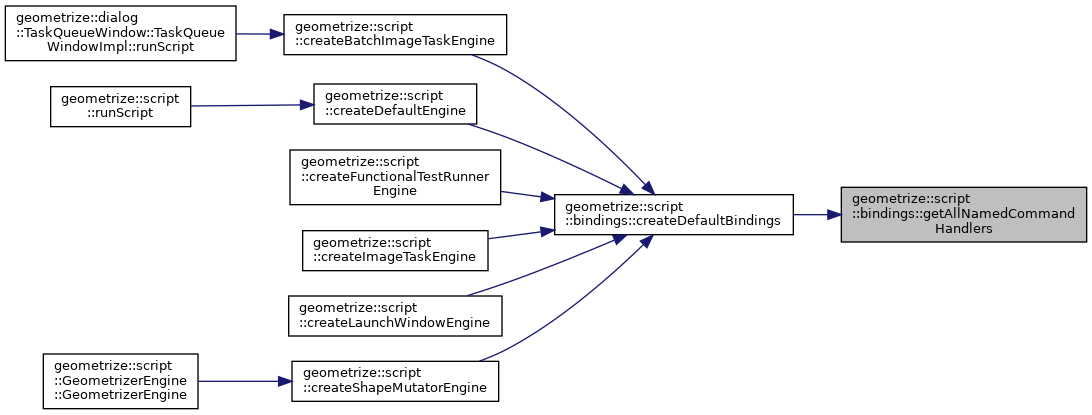 geometrize::dialog
::TaskQueueWindow::TaskQueue
WindowImpl::runScript
geometrize::script
::createBatchImageTaskEngine
geometrize::script
::runScript
geometrize::script
::createDefaultEngine
geometrize::script
::createFunctionalTestRunner
Engine
geometrize::script
::createImageTaskEngine
geometrize::script
::createLaunchWindowEngine
geometrize::script
::GeometrizerEngine
::GeometrizerEngine
geometrize::script
::createShapeMutatorEngine
geometrize::script
::bindings::createDefaultBindings
geometrize::script
::bindings::getAllNamedCommand
Handlers